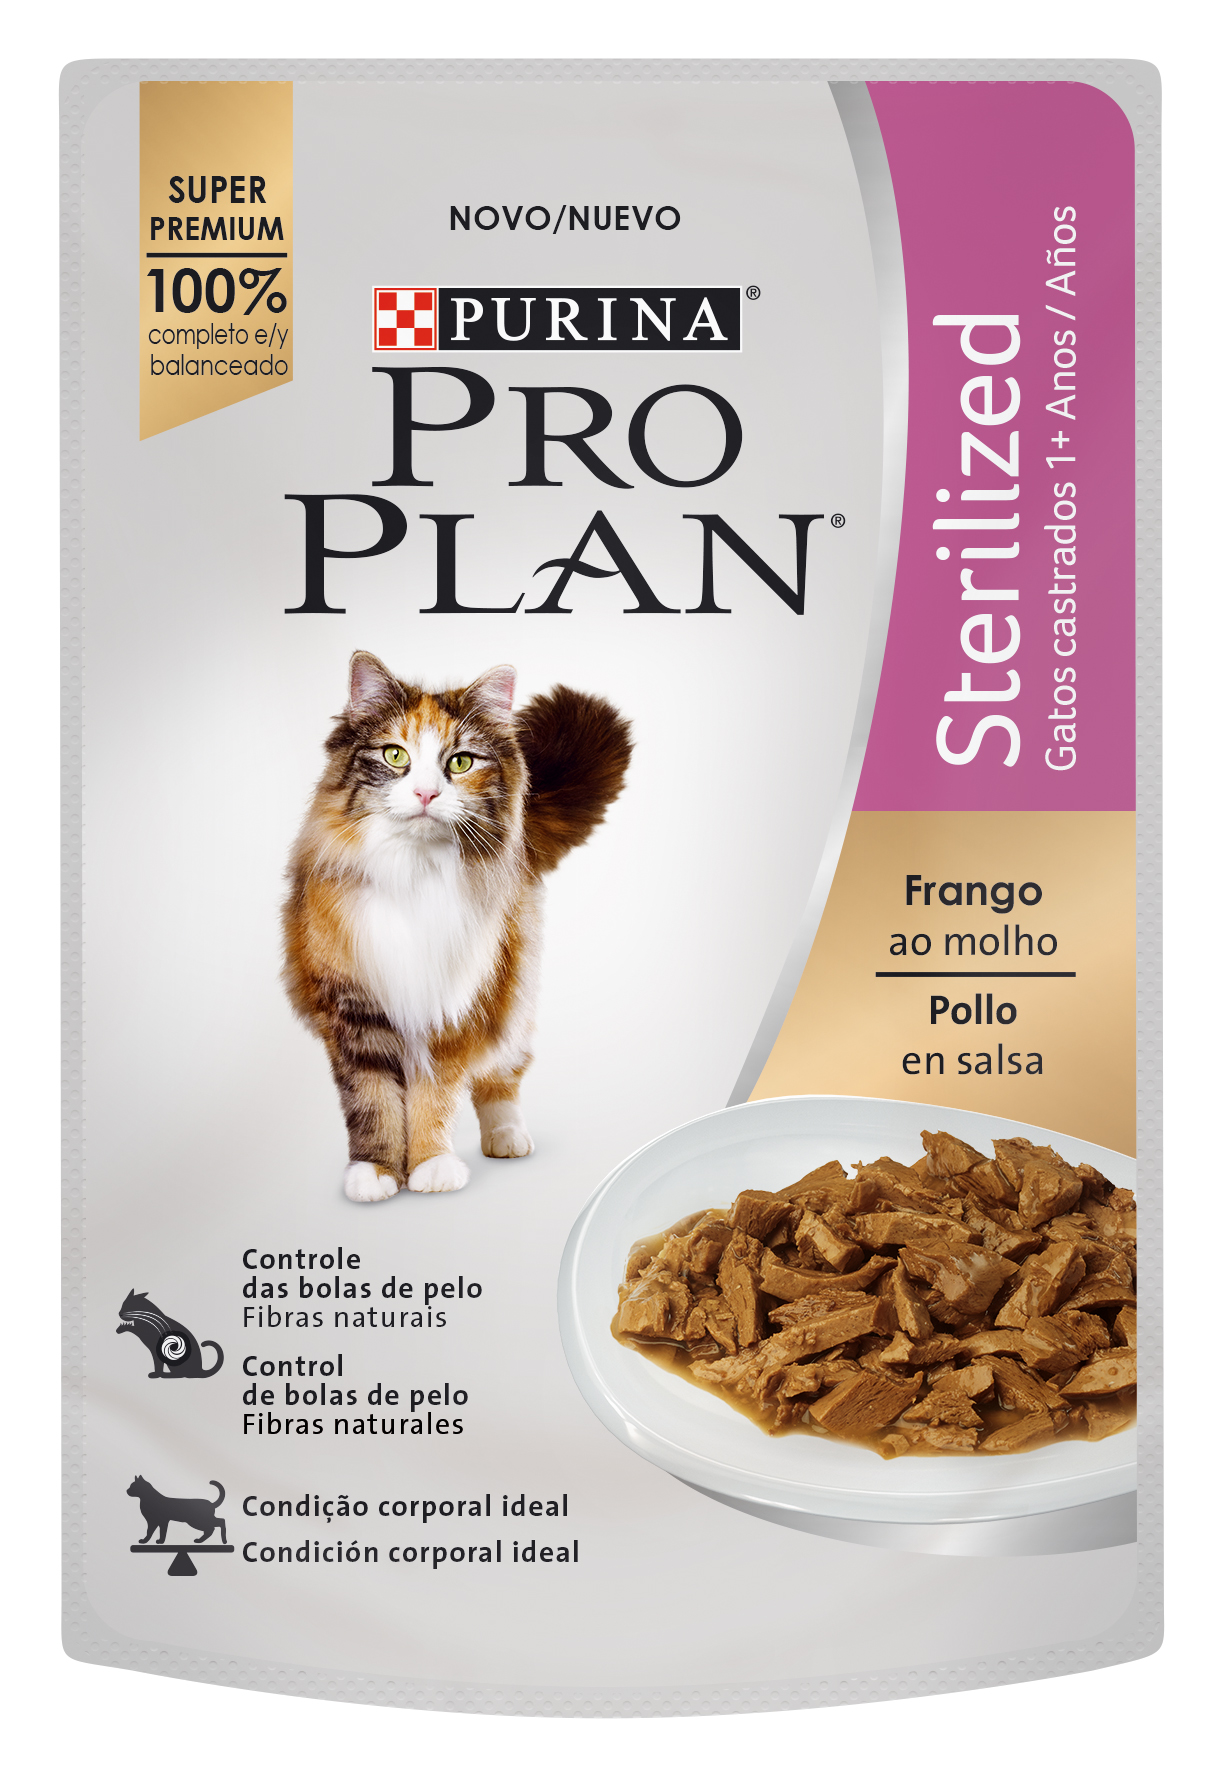 SUPER
PREMIUM
100%
completo e/y
balanceado
NOVO/NUEVO
PURINA®
PRO
PLAN®
Sterilized
Gatos castrados 1+ Anos / Años
Frango
ao molho
Pollo
en salsa
Controle
das bolas de pelo
Fibras naturais
Control
de bolas de pelo
Fibras naturales
Condição corporal ideal
Condición corporal ideal